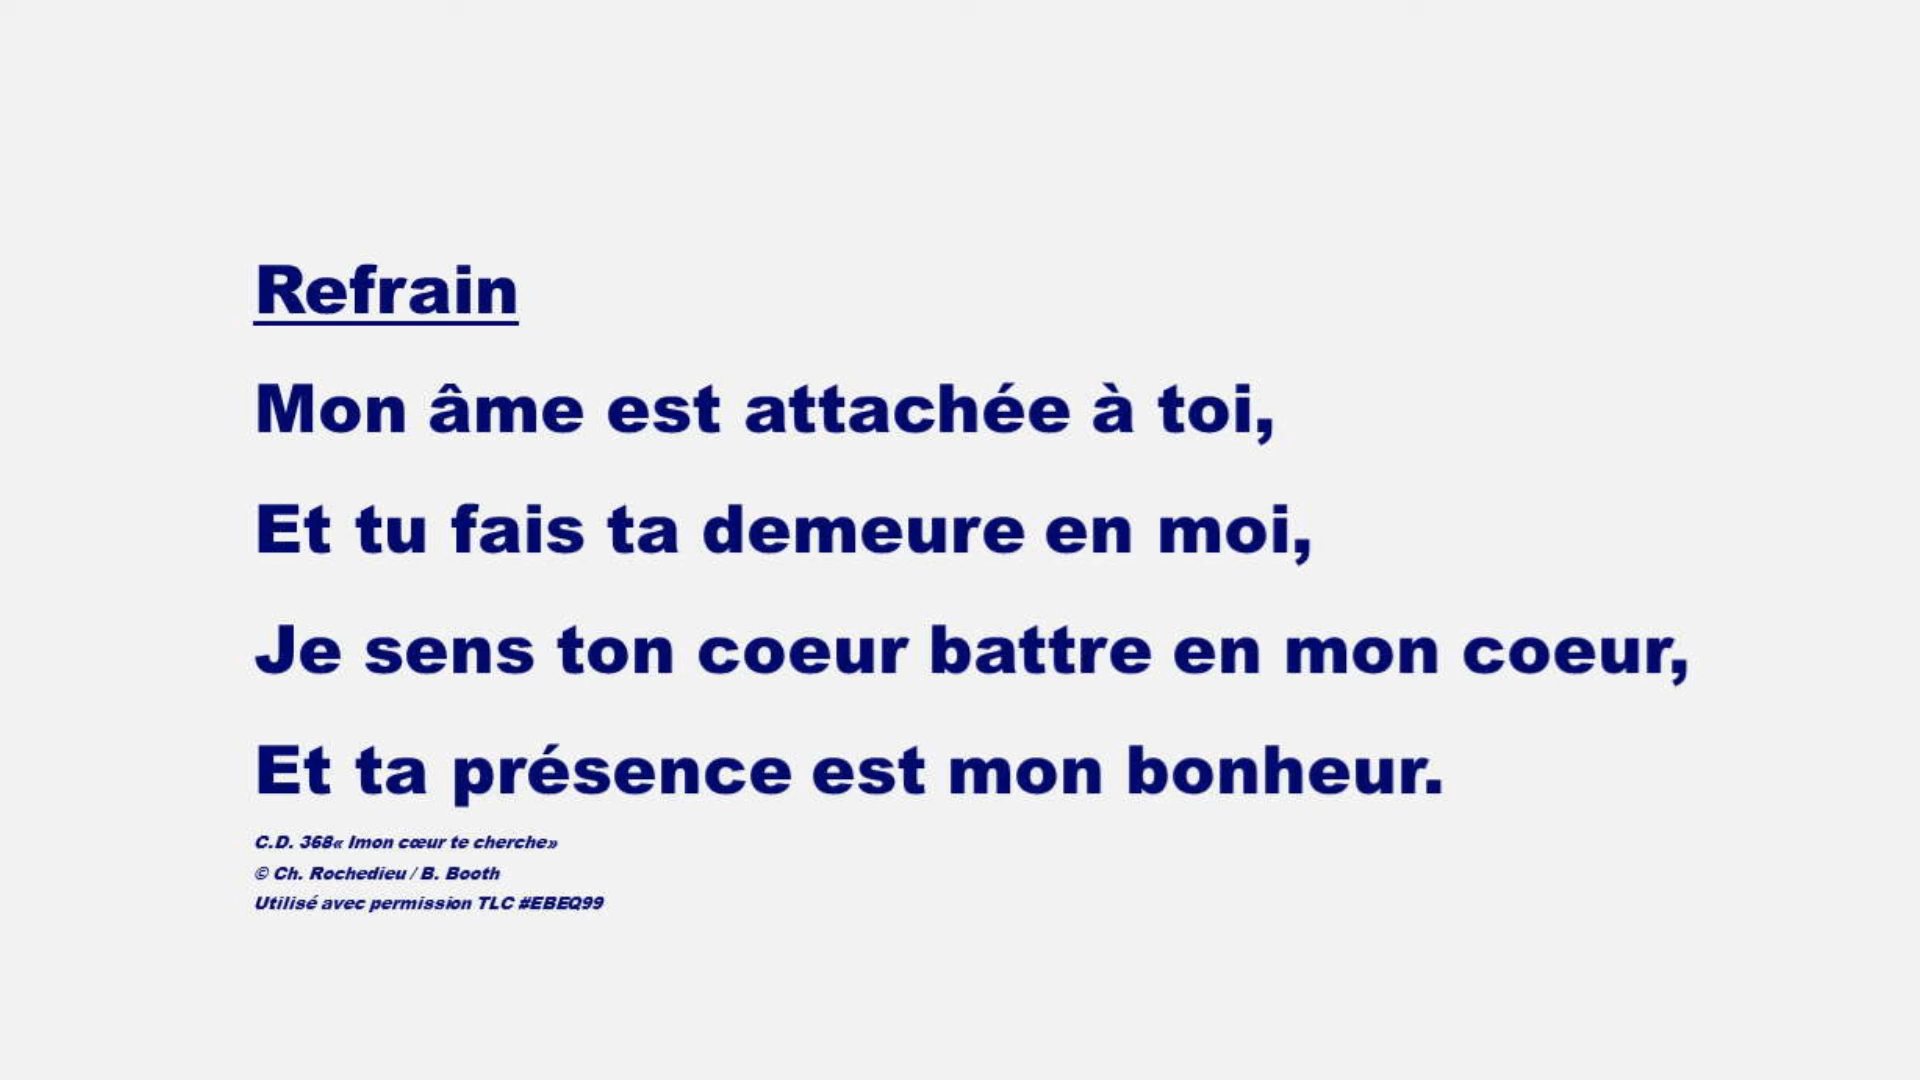 Refrain
Mon âme est attachée à toi,
Et tu fais ta demeure en moi,
Je sens ton coeur battre en mon coeur,
Et ta présence est mon bonheur.
C.D. 368« Imon cœur te cherche»
© Ch. Rochedieu / B. Booth
Utilisé avec permission TLC #EBEQ99